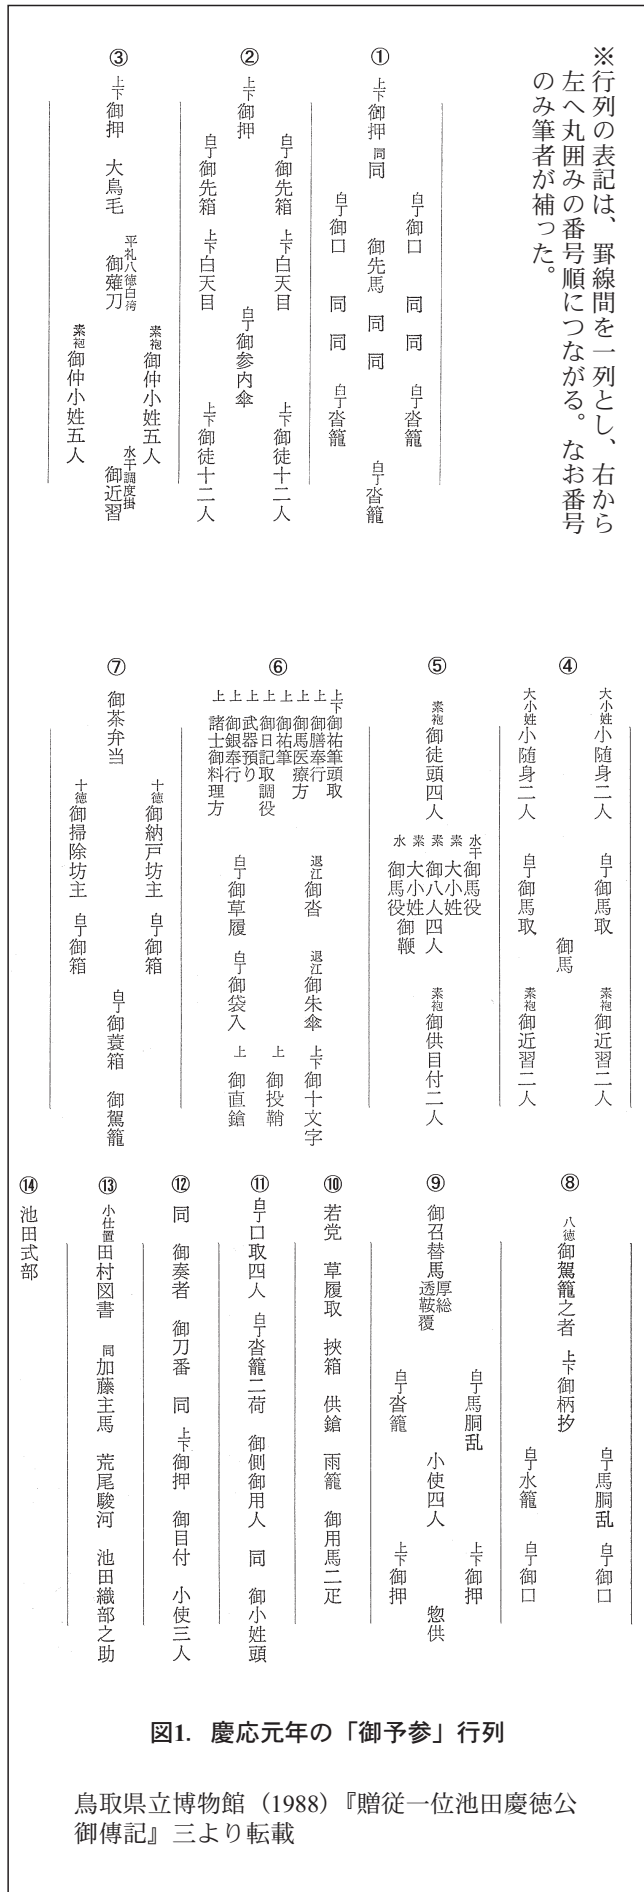 ※行列の表記は、罫線間を一列とし、右から
左へ丸囲みの番号順につながる。なお番号
のみ筆者が補った。
①
上下御押 同同
白丁御口 同 同 白丁沓籠
御先馬 同 同 白丁沓籠
白丁御口 同 同 白丁沓籠
②
上下御押
白丁御先箱 上下白天目 上下御徒十二人
白丁御参内傘
白丁御先箱 上下白天目 上下御徒十二人
③
上下御押 大鳥毛 平礼八徳白袴御薙刀 水干調度掛御近習
素袍御仲小姓五人
素袍御仲小姓五人
④
大小姓小随身二人 白丁御馬取 素袍御近習二人
御馬
大小姓小随身二人 白丁御馬取 素袍御近習二人
⑤
素袍御徒頭四人
水干御馬役
素大小姓
素御八人四人
素大小姓御鞭
水御馬役
素袍御供目付二人
⑥
上下御祐筆頭取
上御膳奉行
上御馬医療方
上御祐筆
上御日記取調役
上武器預り
上御銀奉行
上諸士御料理方
退江御沓 退江御朱傘 上下御十文字
上御投鞘
白丁御草履 白丁御袋入 上御直鎗
⑦
御茶弁当
十徳御納戸坊主 白丁御箱
十徳御掃除坊主 白丁御箱
白丁御蓑箱 御駕籠
⑧
八徳御駕籠之者 上下御柄抄
白丁馬胴乱 白丁御口
白丁水籠 白丁御口
⑨
御召替馬 厚総透鞍覆
白丁馬胴乱 上下御押
小使四人 惣供
白丁沓籠 上下御押
⑩
若党 草履取 挾箱 供鎗 雨籠 御用馬二疋
⑪
白丁口取四人 白丁沓籠二荷 御側御用人 同 御小姓頭
⑫
同 御奏者 御刀番 同 上下御押 御目付 小使三人
⑬
小仕置田村図書 同加藤主馬 荒尾駿河 池田織部之助
⑭
池田式部
図1. 慶応元年の「御予参」行列
鳥取県立博物館（1988）『贈従一位池田慶徳公
御傳記』三より転載